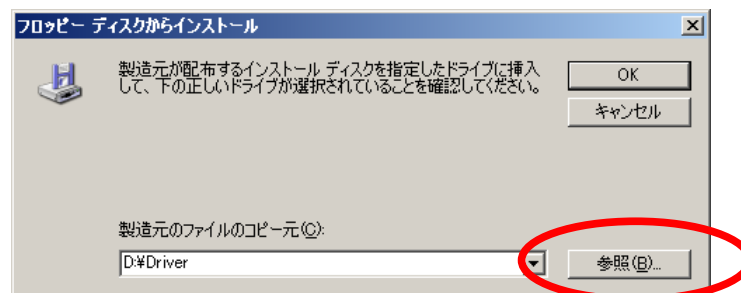 フロッピー ディスクからインストール
製造元が配布するインストール ディスクを指定したドライブに挿入
して、下の正しいドライブが選択されていることを確認してください。
OK
キャンセル
製造元のファイルのコピー元(C):
D:¥Driver
参照(B)...